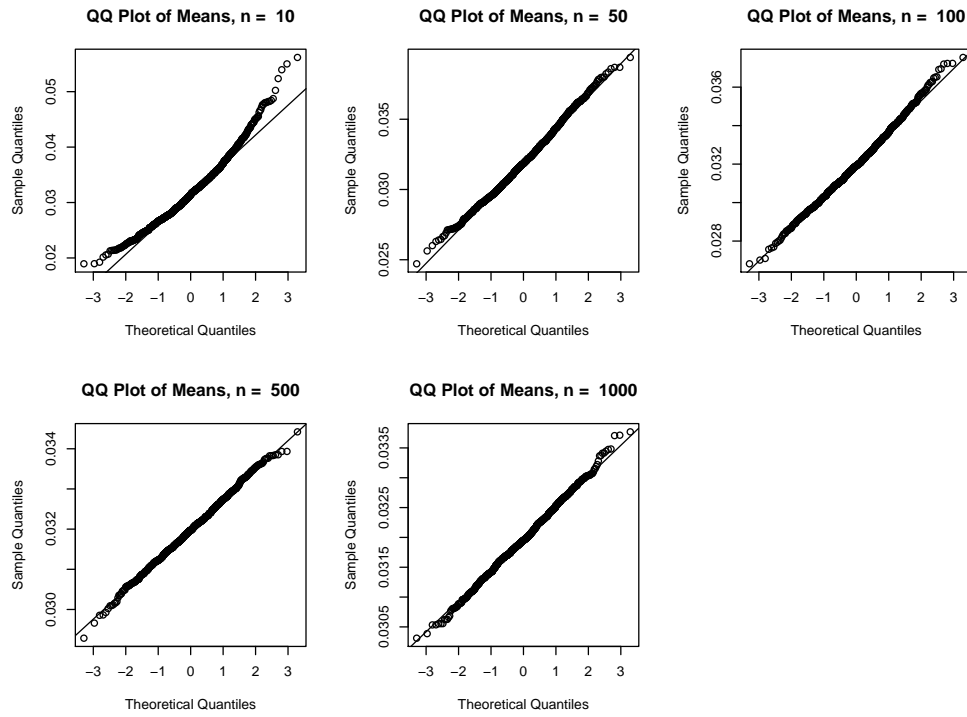 QQ Plot of Means, n =  10
Sample Quantiles
0.02
0.03
0.04
0.05
−3 −2 −1 0 1 2 3
Theoretical Quantiles
QQ Plot of Means, n =  50
Sample Quantiles
0.025
0.030
0.035
−3 −2 −1 0 1 2 3
Theoretical Quantiles
QQ Plot of Means, n =  100
Sample Quantiles
0.028
0.032
0.036
−3 −2 −1 0 1 2 3
Theoretical Quantiles
QQ Plot of Means, n =  500
Sample Quantiles
0.030
0.032
0.034
−3 −2 −1 0 1 2 3
Theoretical Quantiles
QQ Plot of Means, n =  1000
Sample Quantiles
0.0305
0.0315
0.0325
0.0335
−3 −2 −1 0 1 2 3
Theoretical Quantiles